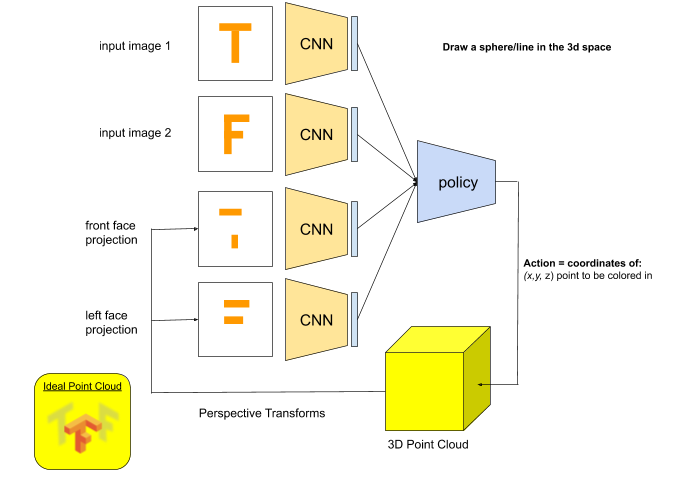 input image 1
T
CNN
Draw a sphere/line in the 3d space
input image 2
F
CNN
policy
front face
projection
CNN
Action = coordinates of:
(x,y, z) point to be colored in
left face
projection
CNN
Ideal Point Cloud
T F
T F
Perspective Transforms
3D Point Cloud